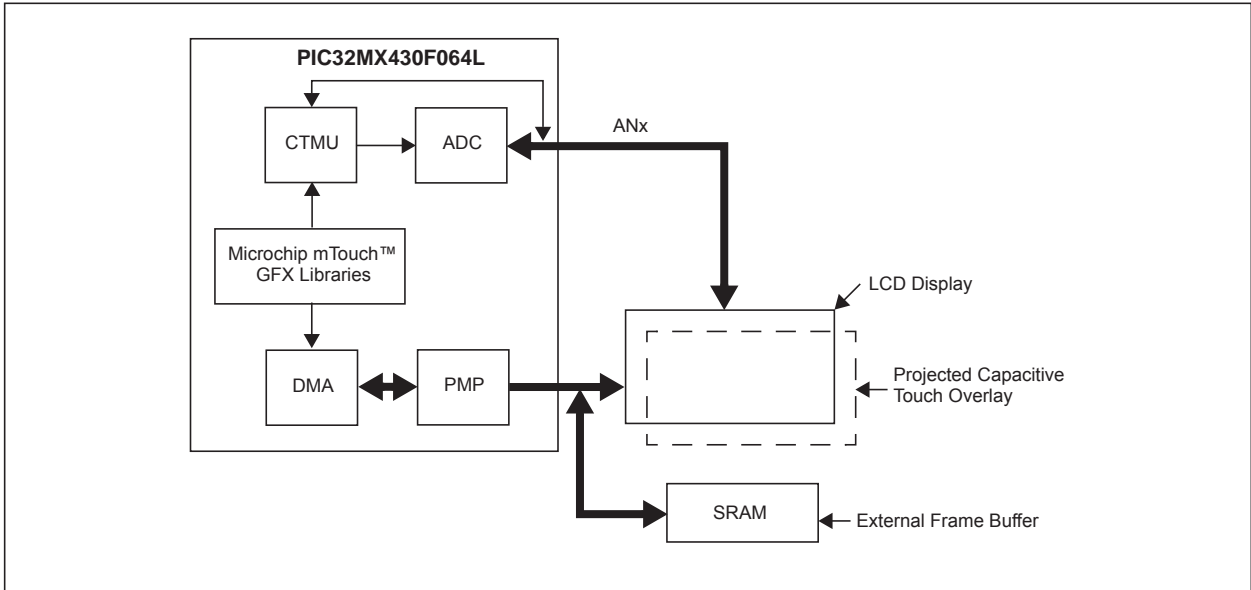 PIC32MX430F064L
CTMU
ADC
ANx
Microchip mTouch™
GFX Libraries
LCD Display
DMA
PMP
Projected Capacitive
Touch Overlay
SRAM
External Frame Buffer